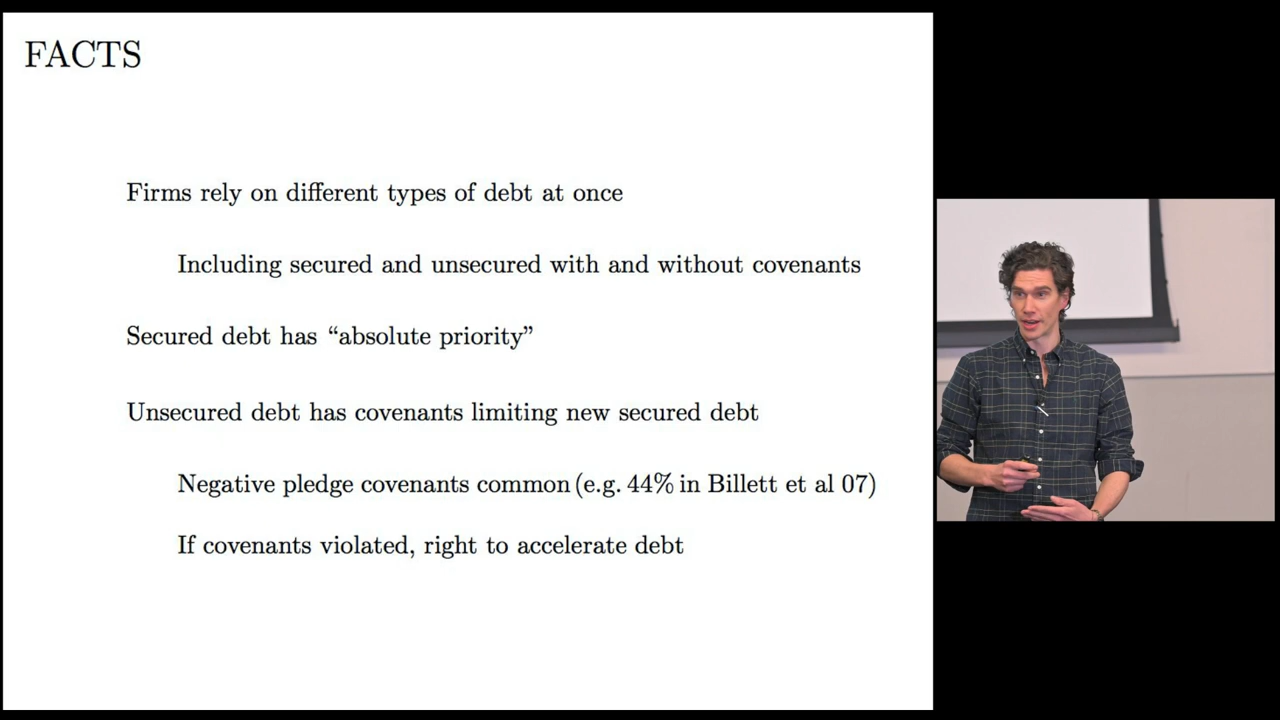 FACTS
Firms rely on different types of debt at once
Including secured and unsecured with and without covenants
Secured debt has “absolute priority”
Unsecured debt has covenants limiting new secured debt
Negative pledge covenants common (e.g. 44% in Billett et al 07)
If covenants violated, right to accelerate debt